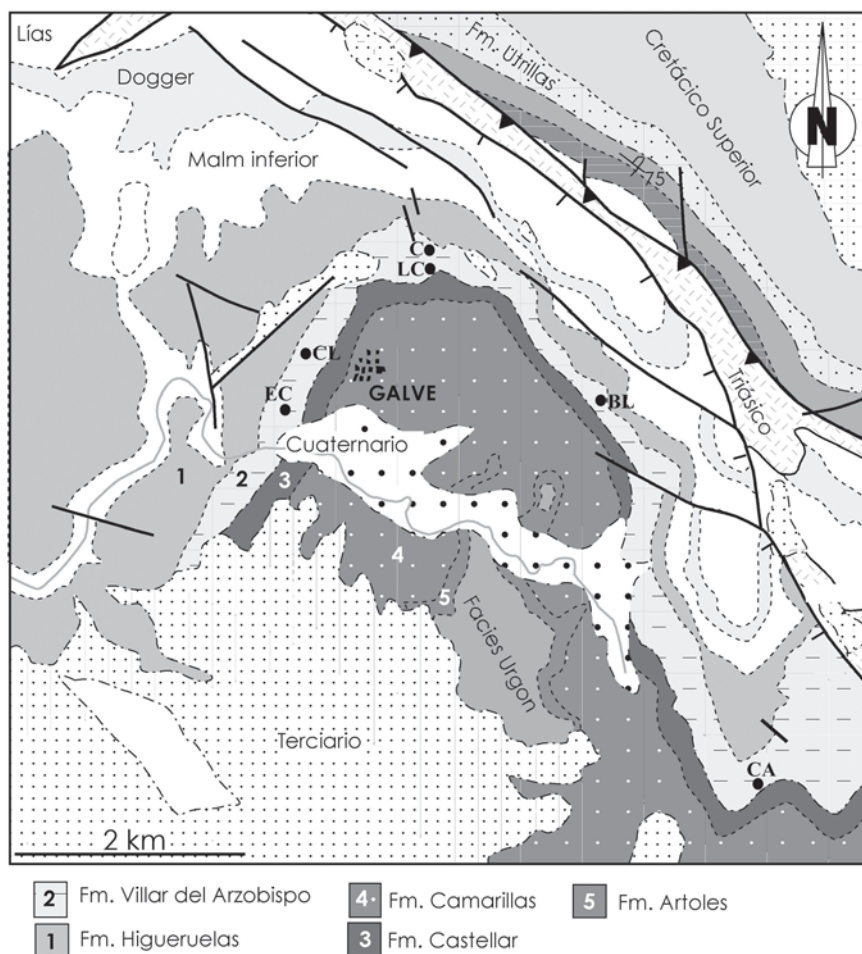 Lías
Dogger
Malm inferior
Fm. Utrillas
Cretácico Superior
N
75
C
LC
CL
EC
GALVE
BL
Triásico
Cuaternario
1
2
3
4
5
Facies Urgon
Terciario
CA
2 km
2 Fm. Villar del Arzobispo
4 Fm. Camarillas
5 Fm. Artoles
1 Fm. Higueruelas
3 Fm. Castellar